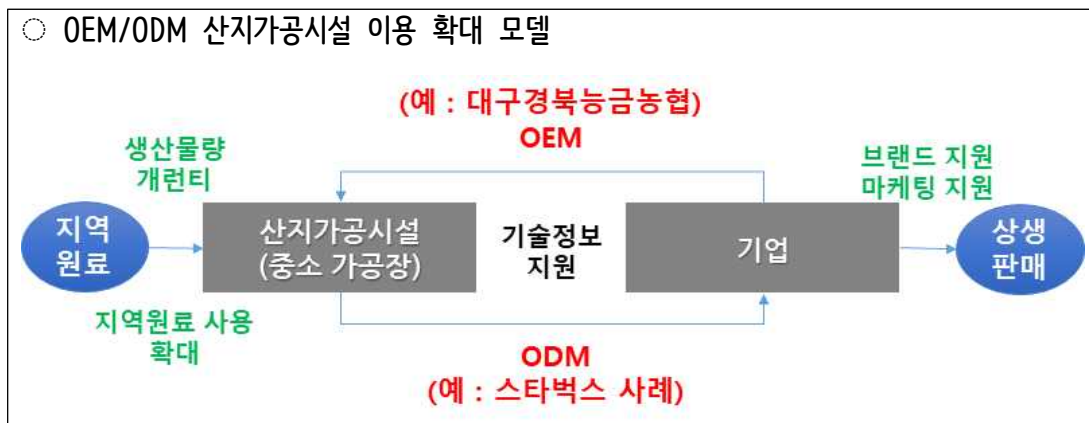 ○ OEM/ODM 산지가공시설 이용 확대 모델
(예 : 대구경북능금농협)
OEM
생산물량
개런티
브랜드 지원
마케팅 지원
지역
원료
산지가공시설
(중소 가공장)
기술정보
지원
기업
상생
판매
지역원료 사용
확대
ODM
(예 : 스타벅스 사례)